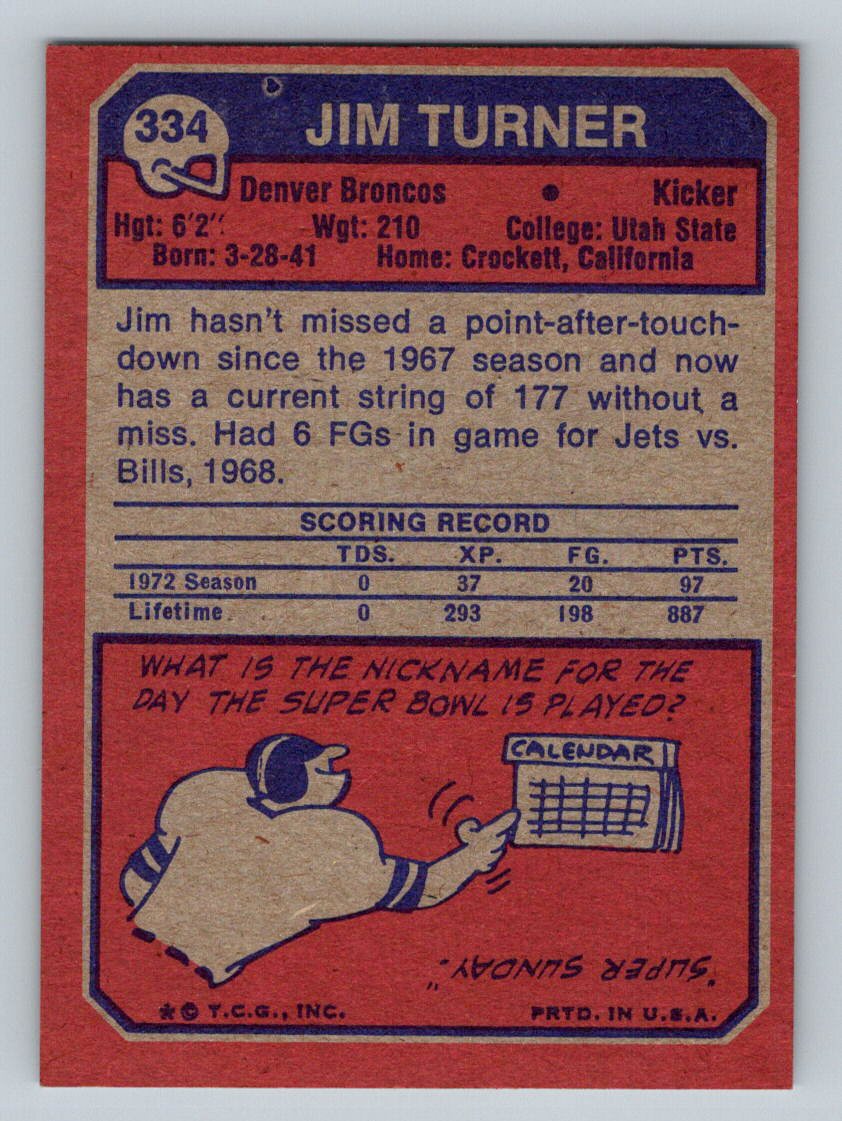 334
JIM TURNER
Denver Broncos • Kicker
Hgt: 6'2" Wgt: 210 College: Utah State
Born: 3-28-41 Home: Crockett, California
Jim hasn't missed a point-after-touch-
down since the 1967 season and now
has a current string of 177 without a
miss. Had 6 FGs in game for Jets vs.
Bills, 1968.
SCORING RECORD
TDS. XP. FG. PTS.
1972 Season 0 37 20 97
Lifetime 0 293 198 887
WHAT IS THE NICKNAME FOR THE
DAY THE SUPER BOWL IS PLAYED?
CALENDAR
"SUPER SUNDAY."
*© T.C.G., INC. PRTD. IN U.S.A.